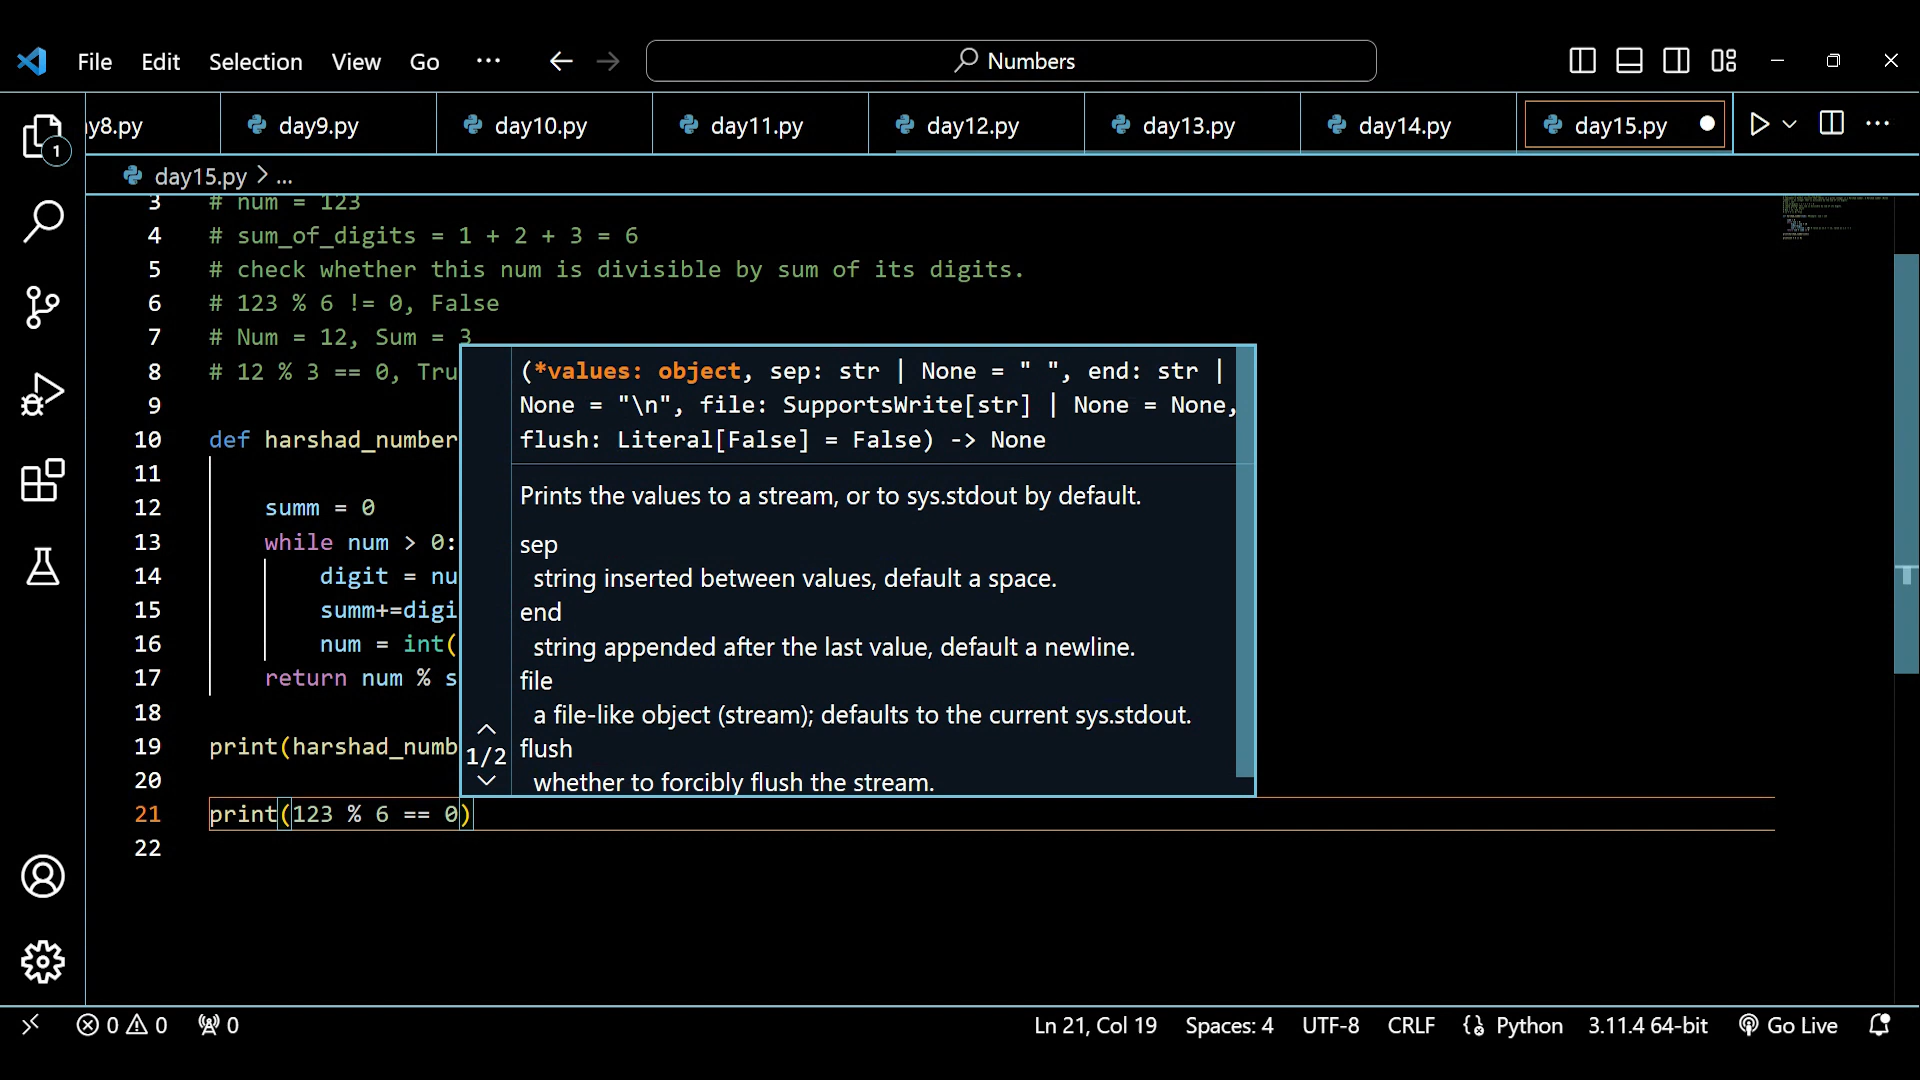 File Edit Selection View Go ··· Numbers
y8.py day9.py day10.py day11.py day12.py day13.py day14.py day15.py
1
day15.py > ...
3 # num = 123
4 # sum_of_digits = 1 + 2 + 3 = 6
5 # check whether this num is divisible by sum of its digits.
6 # 123 % 6 != 0, False
7 # Num = 12, Sum = 3
8 # 12 % 3 == 0, Tru
9
10 def harshad_number
11
12 summ = 0
13 while num > 0:
14 digit = nu
15 summ+=digi
16 num = int(
17 return num % s
18
19 print(harshad_numb
20
21 print(123 % 6 == 0)
22
(*values: object, sep: str | None = " ", end: str |
None = "\n", file: SupportsWrite[str] | None = None,
flush: Literal[False] = False) -> None
Prints the values to a stream, or to sys.stdout by default.
sep
string inserted between values, default a space.
end
string appended after the last value, default a newline.
file
a file-like object (stream); defaults to the current sys.stdout.
flush
whether to forcibly flush the stream.
1/2
0 0 0 Ln 21, Col 19 Spaces: 4 UTF-8 CRLF Python 3.11.4 64-bit Go Live